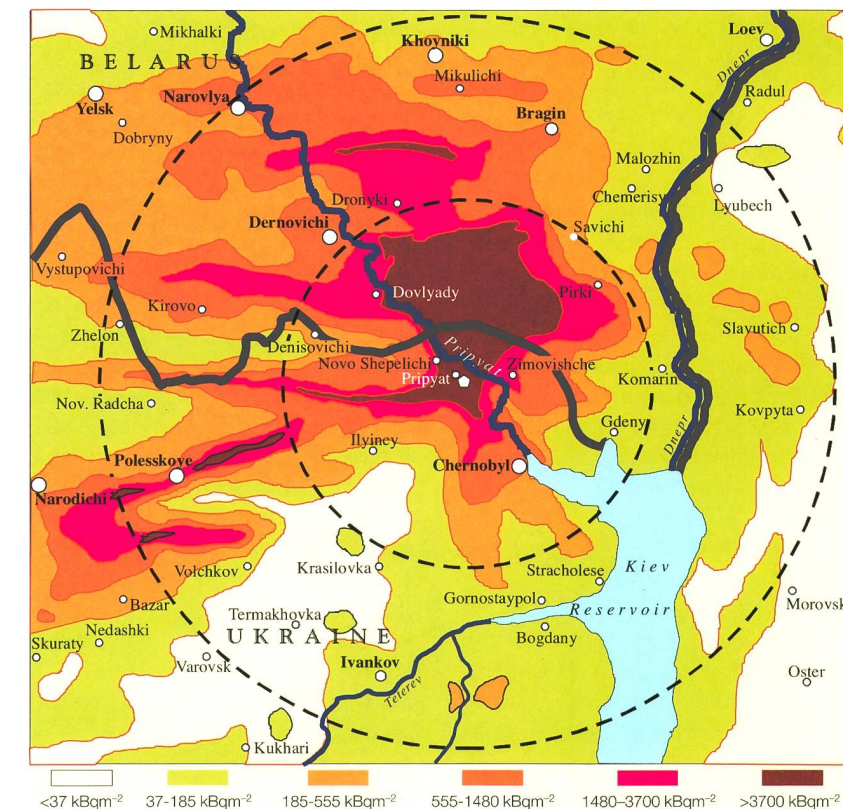 Mikhalki
Khoyniki
Loev
BELARUS
Dnepr
Mikulichi
Yelsk
Narovlya
Radul
Bragin
Dobryny
Malozhin
Chemerisy
Lyubech
Dronyki
Dernovichi
Savichi
Vystupovichi
Dovlyady
Pirki
Kirovo
Zhelon
Slavutich
Denisovichi
Pripyat
Novo Shepelichi
Zimovishche
Pripyat
Komarin
Nov. Radcha
Kovpyta
Gdeny
Dnepr
Ilyiney
Polesskoye
Chernobyl
Narodichi
Volchkov
Krasilovka
Kiev
Stracholese
Bazar
Gornostaypol
Morovsk
Termakhovka
Reservoir
UKRAINE
Nedashki
Bogdany
Skuraty
Varovsk
Ivankov
Oster
Teterev
Kukhari
<37 kBqm⁻² 37-185 kBqm⁻² 185-555 kBqm⁻² 555-1480 kBqm⁻² 1480–3700 kBqm⁻² >3700 kBqm⁻²